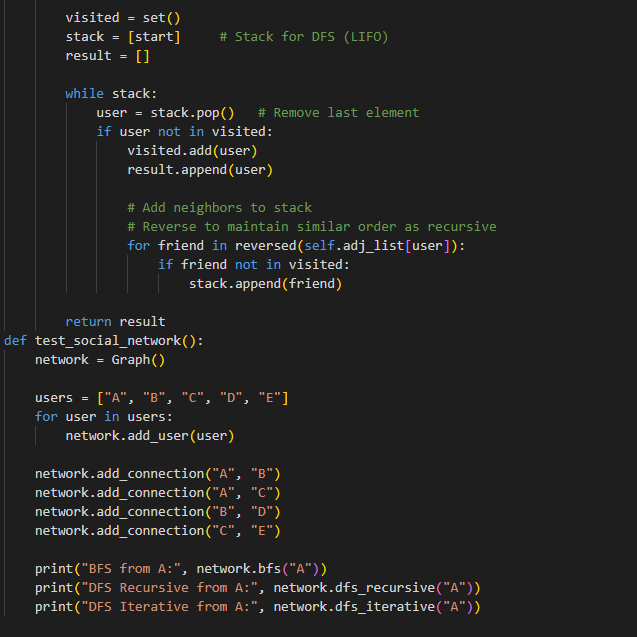 visited = set()
stack = [start]     # Stack for DFS (LIFO)
result = []
while stack:
user = stack.pop()   # Remove last element
if user not in visited:
visited.add(user)
result.append(user)
# Add neighbors to stack
# Reverse to maintain similar order as recursive
for friend in reversed(self.adj_list[user]):
if friend not in visited:
stack.append(friend)
return result
def test_social_network():
network = Graph()
users = ["A", "B", "C", "D", "E"]
for user in users:
network.add_user(user)
network.add_connection("A", "B")
network.add_connection("A", "C")
network.add_connection("B", "D")
network.add_connection("C", "E")
print("BFS from A:", network.bfs("A"))
print("DFS Recursive from A:", network.dfs_recursive("A"))
print("DFS Iterative from A:", network.dfs_iterative("A"))